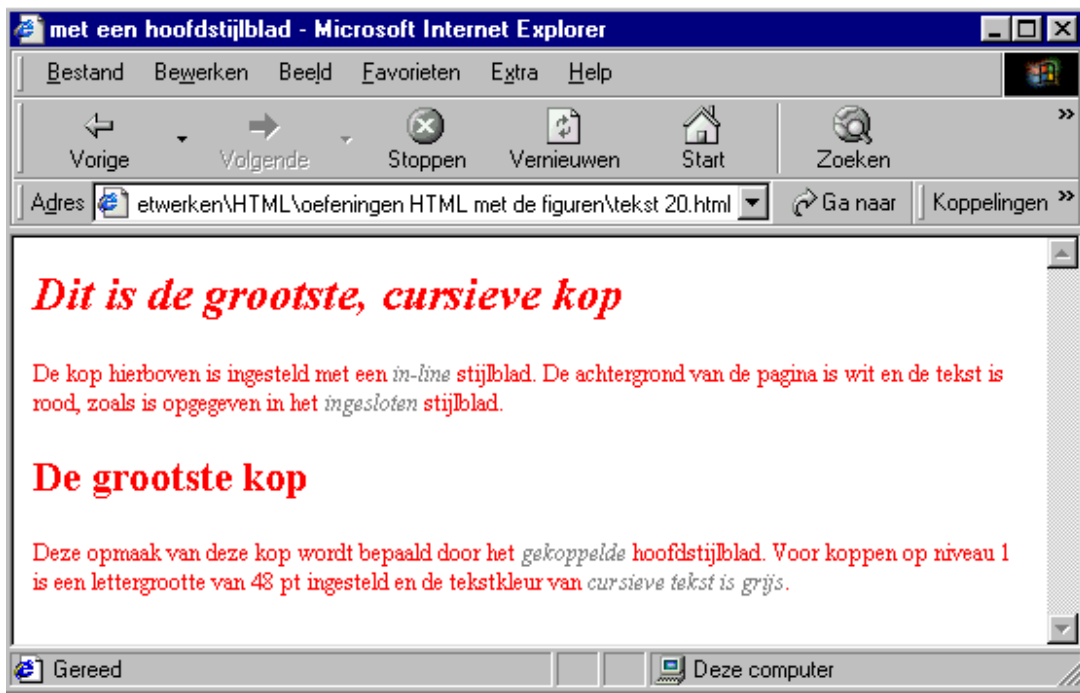 met een hoofdstijlblad - Microsoft Internet Explorer
Bestand Bewerken Beeld Favorieten Extra Help
Vorige Volgende Stoppen Vernieuwen Start Zoeken
Adres etwerken\HTML\oefeningen HTML met de figuren\tekst 20.html Ga naar Koppelingen
Dit is de grootste, cursieve kop
De kop hierboven is ingesteld met een in-line stijlblad. De achtergrond van de pagina is wit en de tekst is
rood, zoals is opgegeven in het ingesloten stijlblad.
De grootste kop
Deze opmaak van deze kop wordt bepaald door het gekoppelde hoofdstijlblad. Voor koppen op niveau 1
is een lettergrootte van 48 pt ingesteld en de tekstkleur van cursieve tekst is grijs.
Gereed Deze computer